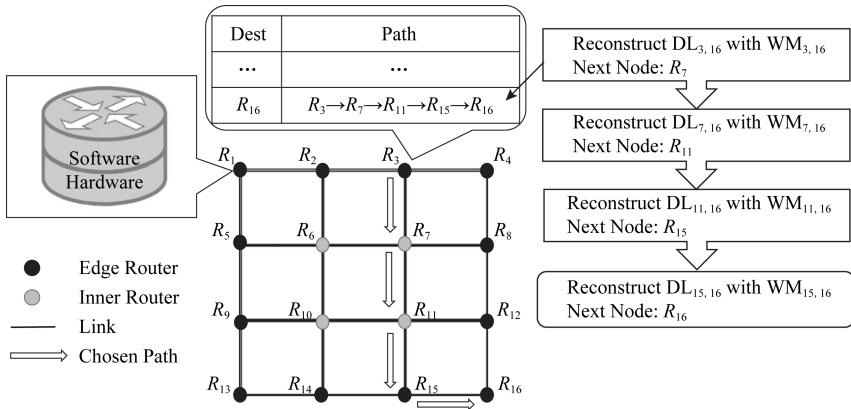 Dest Path
... ...
R16 R3→R7→R11→R15→R16
Reconstruct DL3, 16 with WM3, 16
Next Node: R7
Reconstruct DL7, 16 with WM7, 16
Next Node: R11
Reconstruct DL11, 16 with WM11, 16
Next Node: R15
Reconstruct DL15, 16 with WM15, 16
Next Node: R16
Software
Hardware
R1 R2 R3 R4
R5 R6 R7 R8
R9 R10 R11 R12
R13 R14 R15 R16
Edge Router
Inner Router
Link
Chosen Path